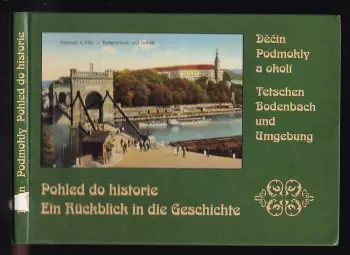 Děčín
Podmokly
a okolí
Tetschen
Bodenbach
und
Umgebung
Pohled do historie
Ein Rückblick in die Geschichte
Podmokly Pohled do historie